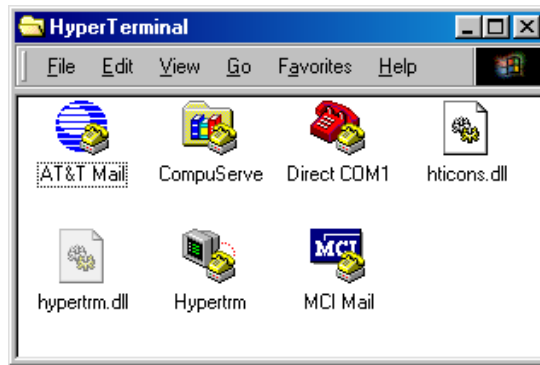 HyperTerminal
File Edit View Go Favorites Help
AT&T Mail CompuServe Direct COM1 hticons.dll
MCI
hypertrm.dll Hypertrm MCI Mail